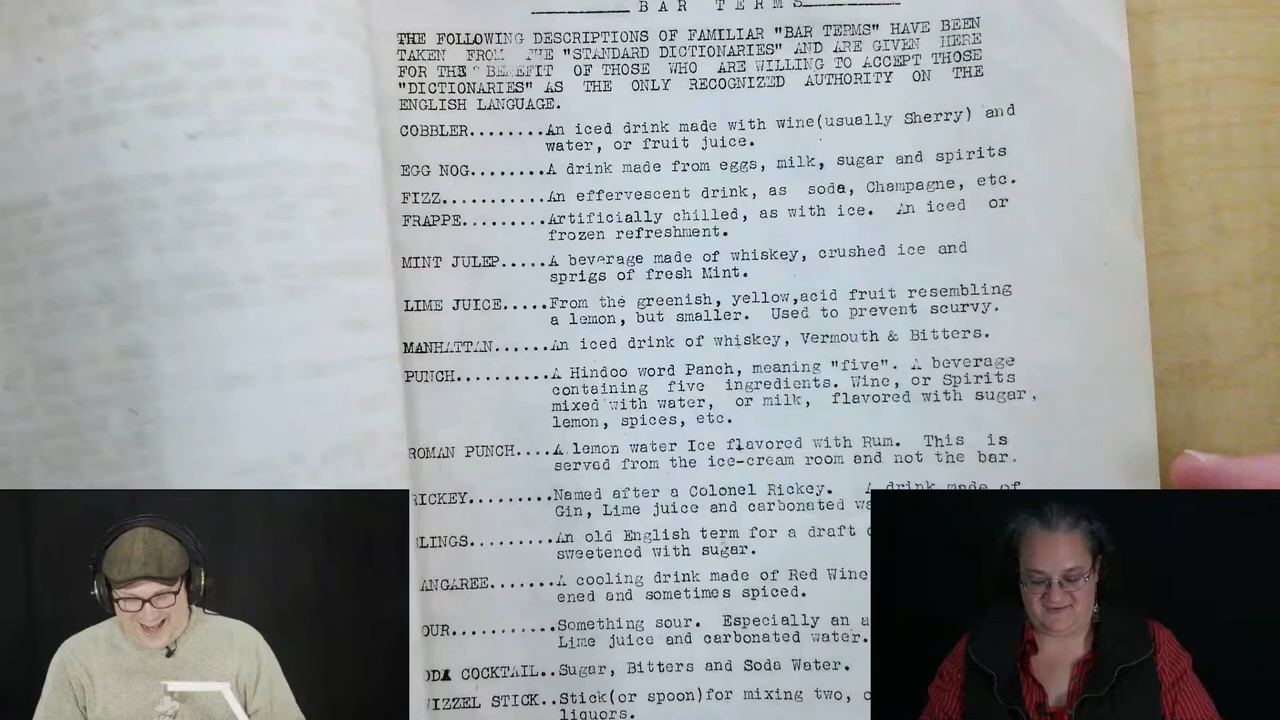 BAR TERMS
THE FOLLOWING DESCRIPTIONS OF FAMILIAR "BAR TERMS" HAVE BEEN
TAKEN FROM THE "STANDARD DICTIONARIES" AND ARE GIVEN HERE
FOR THE "BENEFIT OF THOSE WHO ARE WILLING TO ACCEPT THOSE
"DICTIONARIES" AS THE ONLY RECOGNIZED AUTHORITY ON THE
ENGLISH LANGUAGE.
COBBLER........An iced drink made with wine(usually Sherry) and
water, or fruit juice.
EGG NOG........A drink made from eggs, milk, sugar and spirits
FIZZ...........An effervescent drink, as soda, Champagne, etc.
FRAPPE.........Artificially chilled, as with ice. An iced or
frozen refreshment.
MINT JULEP.....A beverage made of whiskey, crushed ice and
sprigs of fresh Mint.
LIME JUICE.....From the greenish, yellow,acid fruit resembling
a lemon, but smaller. Used to prevent scurvy.
MANHATTAN......An iced drink of whiskey, Vermouth & Bitters.
PUNCH..........A Hindoo word Panch, meaning "five". A beverage
containing five ingredients. Wine, or Spirits
mixed with water, or milk, flavored with sugar,
lemon, spices, etc.
ROMAN PUNCH....A lemon water Ice flavored with Rum. This is
served from the ice-cream room and not the bar.
RICKEY.........Named after a Colonel Rickey. A drink made of
Gin, Lime juice and carbonated wa
LINGS.........An old English term for a draft
sweetened with sugar.
ANGAREE.......A cooling drink made of Red Wine
ened and sometimes spiced.
OUR...........Something sour. Especially an a
Lime juice and carbonated water.
ODA COCKTAIL..Sugar, Bitters and Soda Water.
IZZEL STICK..Stick(or spoon)for mixing two,
liquors.